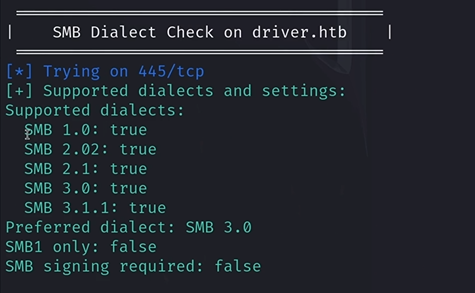 | SMB Dialect Check on driver.htb |
[*] Trying on 445/tcp
[+] Supported dialects and settings:
Supported dialects:
SMB 1.0: true
SMB 2.02: true
SMB 2.1: true
SMB 3.0: true
SMB 3.1.1: true
Preferred dialect: SMB 3.0
SMB1 only: false
SMB signing required: false